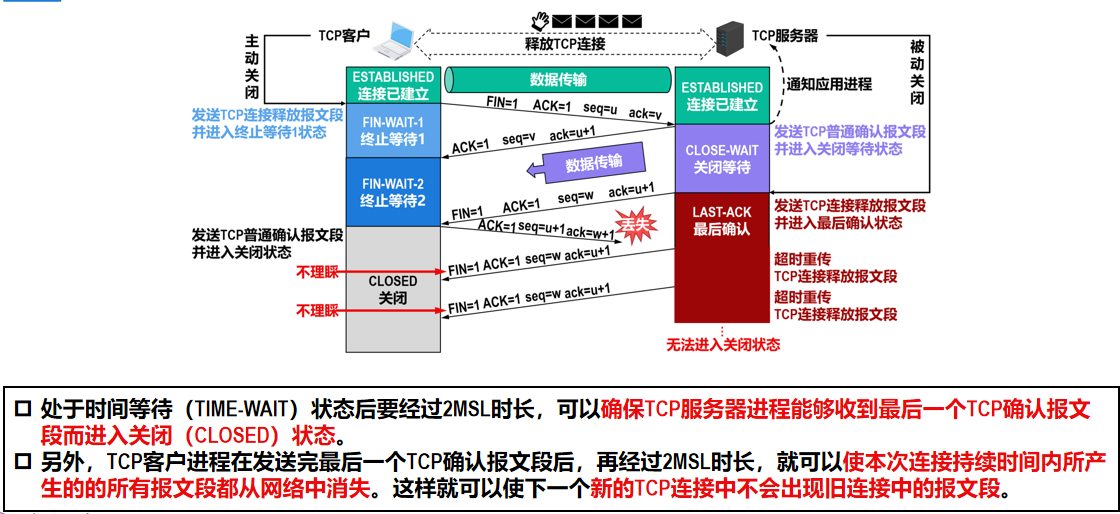 主动关闭
TCP客户
释放TCP连接
TCP服务器
被动关闭
通知应用进程
ESTABLISHED
连接已建立
数据传输
ESTABLISHED
连接已建立
发送TCP连接释放报文段
并进入终止等待1状态
FIN-WAIT-1
终止等待1
FIN=1 ACK=1 seq=u ack=v
ACK=1 seq=v ack=u+1
CLOSE-WAIT
关闭等待
发送TCP普通确认报文段
并进入关闭等待状态
数据传输
FIN-WAIT-2
终止等待2
FIN=1 ACK=1 seq=w ack=u+1
LAST-ACK
最后确认
发送TCP连接释放报文段
并进入最后确认状态
ACK=1 seq=u+1 ack=w+1
丢失
发送TCP普通确认报文段
并进入关闭状态
CLOSED
关闭
不理睬
FIN=1 ACK=1 seq=w ack=u+1
超时重传
TCP连接释放报文段
不理睬
FIN=1 ACK=1 seq=w ack=u+1
超时重传
TCP连接释放报文段
无法进入关闭状态
处于时间等待（TIME-WAIT）状态后要经过2MSL时长，可以确保TCP服务器进程能够收到最后一个TCP确认报文
段而进入关闭（CLOSED）状态。
另外，TCP客户进程在发送完最后一个TCP确认报文段后，再经过2MSL时长，就可以使本次连接持续时间内所产
生的的所有报文段都从网络中消失。这样就可以使下一个新的TCP连接中不会出现旧连接中的报文段。